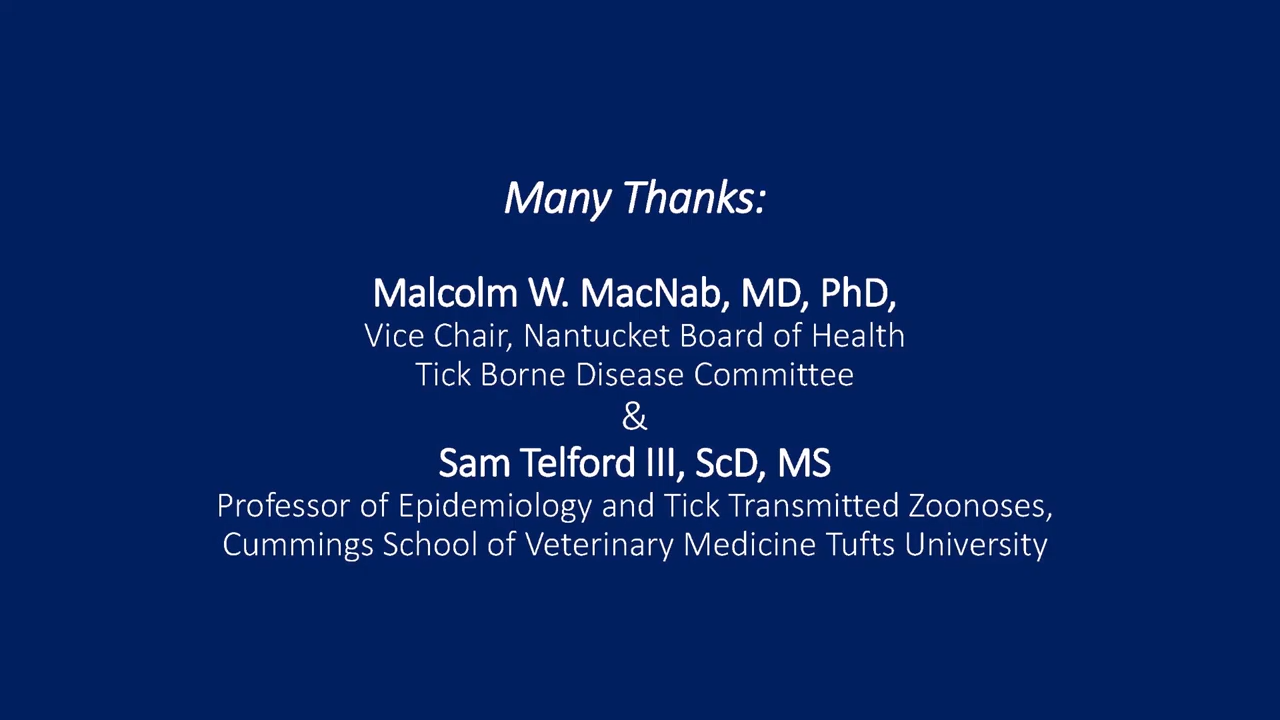 Many Thanks:
Malcolm W. MacNab, MD, PhD,
Vice Chair, Nantucket Board of Health
Tick Borne Disease Committee
&
Sam Telford III, ScD, MS
Professor of Epidemiology and Tick Transmitted Zoonoses,
Cummings School of Veterinary Medicine Tufts University